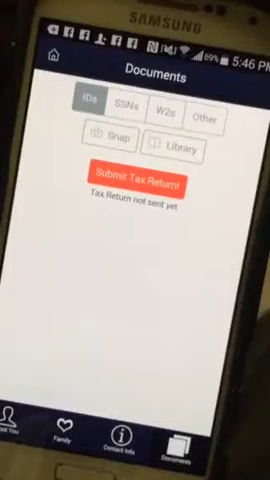 SAMSUNG
69% 5:46 PM
Documents
IDs SSNs W2s Other
Snap Library
Submit Tax Return!
Tax Return not sent yet
You Family Contact Info Documents